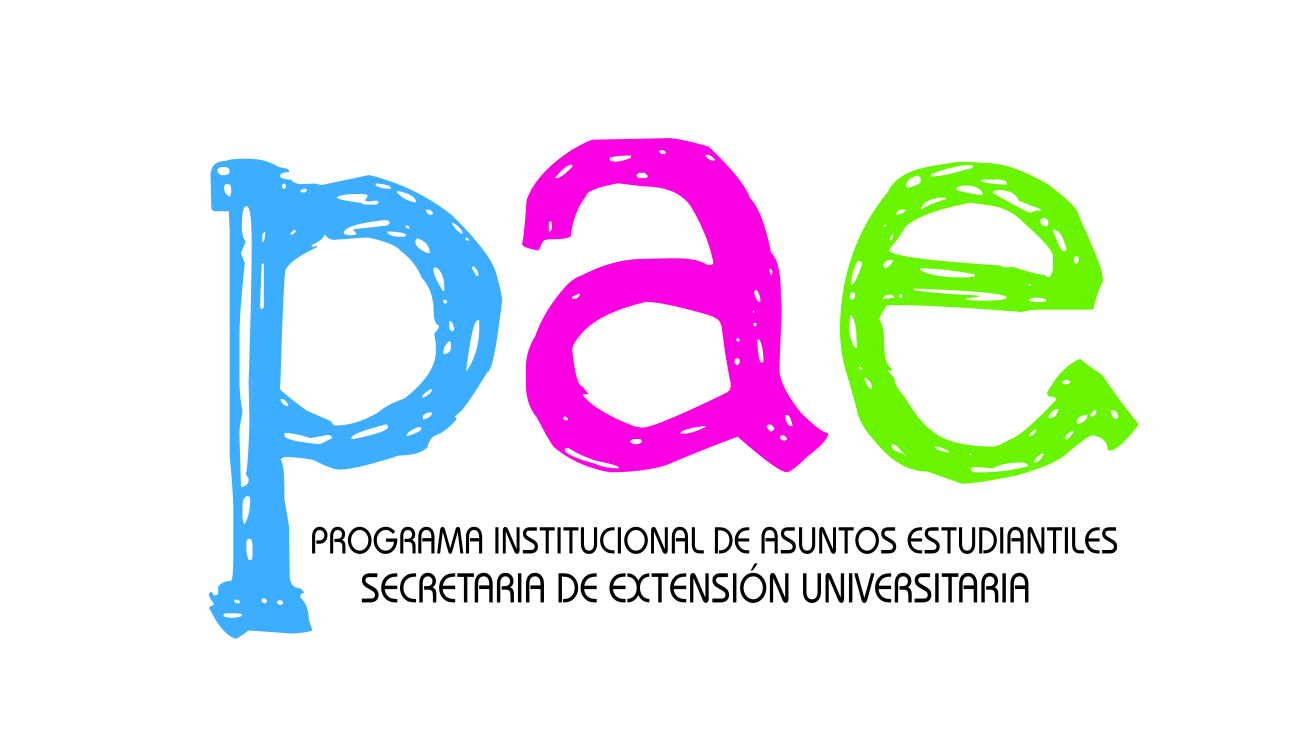 pae
PROGRAMA INSTITUCIONAL DE ASUNTOS ESTUDIANTILES
SECRETARIA DE EXTENSIÓN UNIVERSITARIA